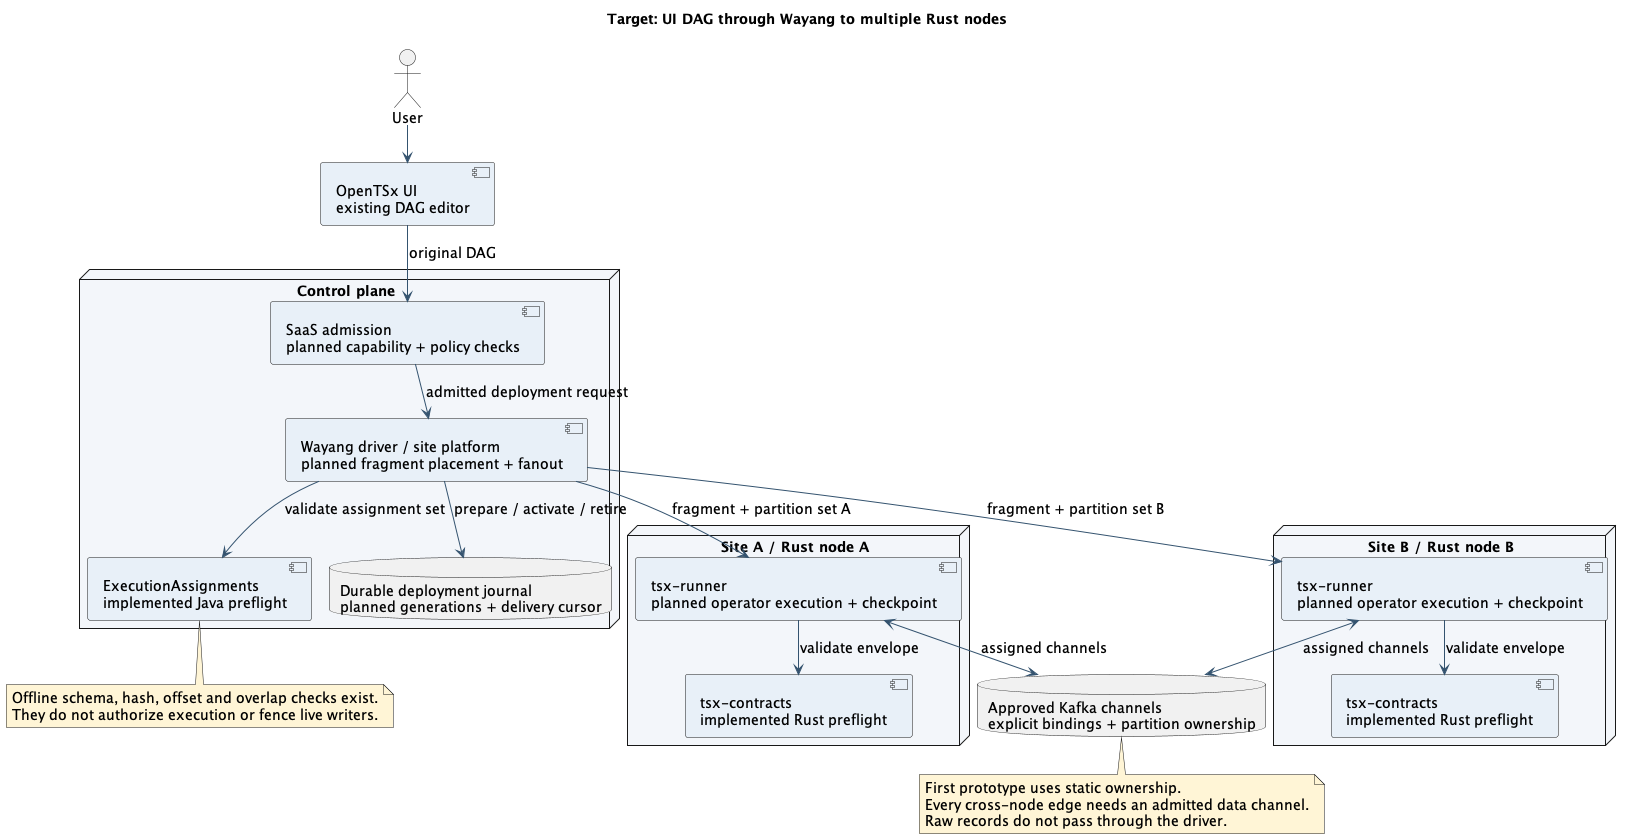 Target: UI DAG through Wayang to multiple Rust nodes
User
OpenTSx UI
existing DAG editor
original DAG
Control plane
SaaS admission
planned capability + policy checks
admitted deployment request
Wayang driver / site platform
planned fragment placement + fanout
validate assignment set
prepare / activate / retire
fragment + partition set A
fragment + partition set B
ExecutionAssignments
implemented Java preflight
Durable deployment journal
planned generations + delivery cursor
Site A / Rust node A
tsx-runner
planned operator execution + checkpoint
Site B / Rust node B
tsx-runner
planned operator execution + checkpoint
validate envelope
assigned channels
assigned channels
validate envelope
Offline schema, hash, offset and overlap checks exist.
They do not authorize execution or fence live writers.
tsx-contracts
implemented Rust preflight
Approved Kafka channels
explicit bindings + partition ownership
tsx-contracts
implemented Rust preflight
First prototype uses static ownership.
Every cross-node edge needs an admitted data channel.
Raw records do not pass through the driver.